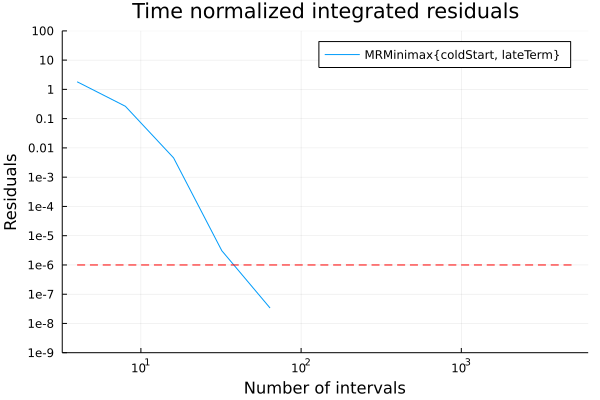 Time normalized integrated residuals
MRMinimax{coldStart, lateTerm}
100
10
1
0.1
0.01
1e-3
1e-4
1e-5
1e-6
1e-7
1e-8
1e-9
Residuals
10¹ 10² 10³
Number of intervals